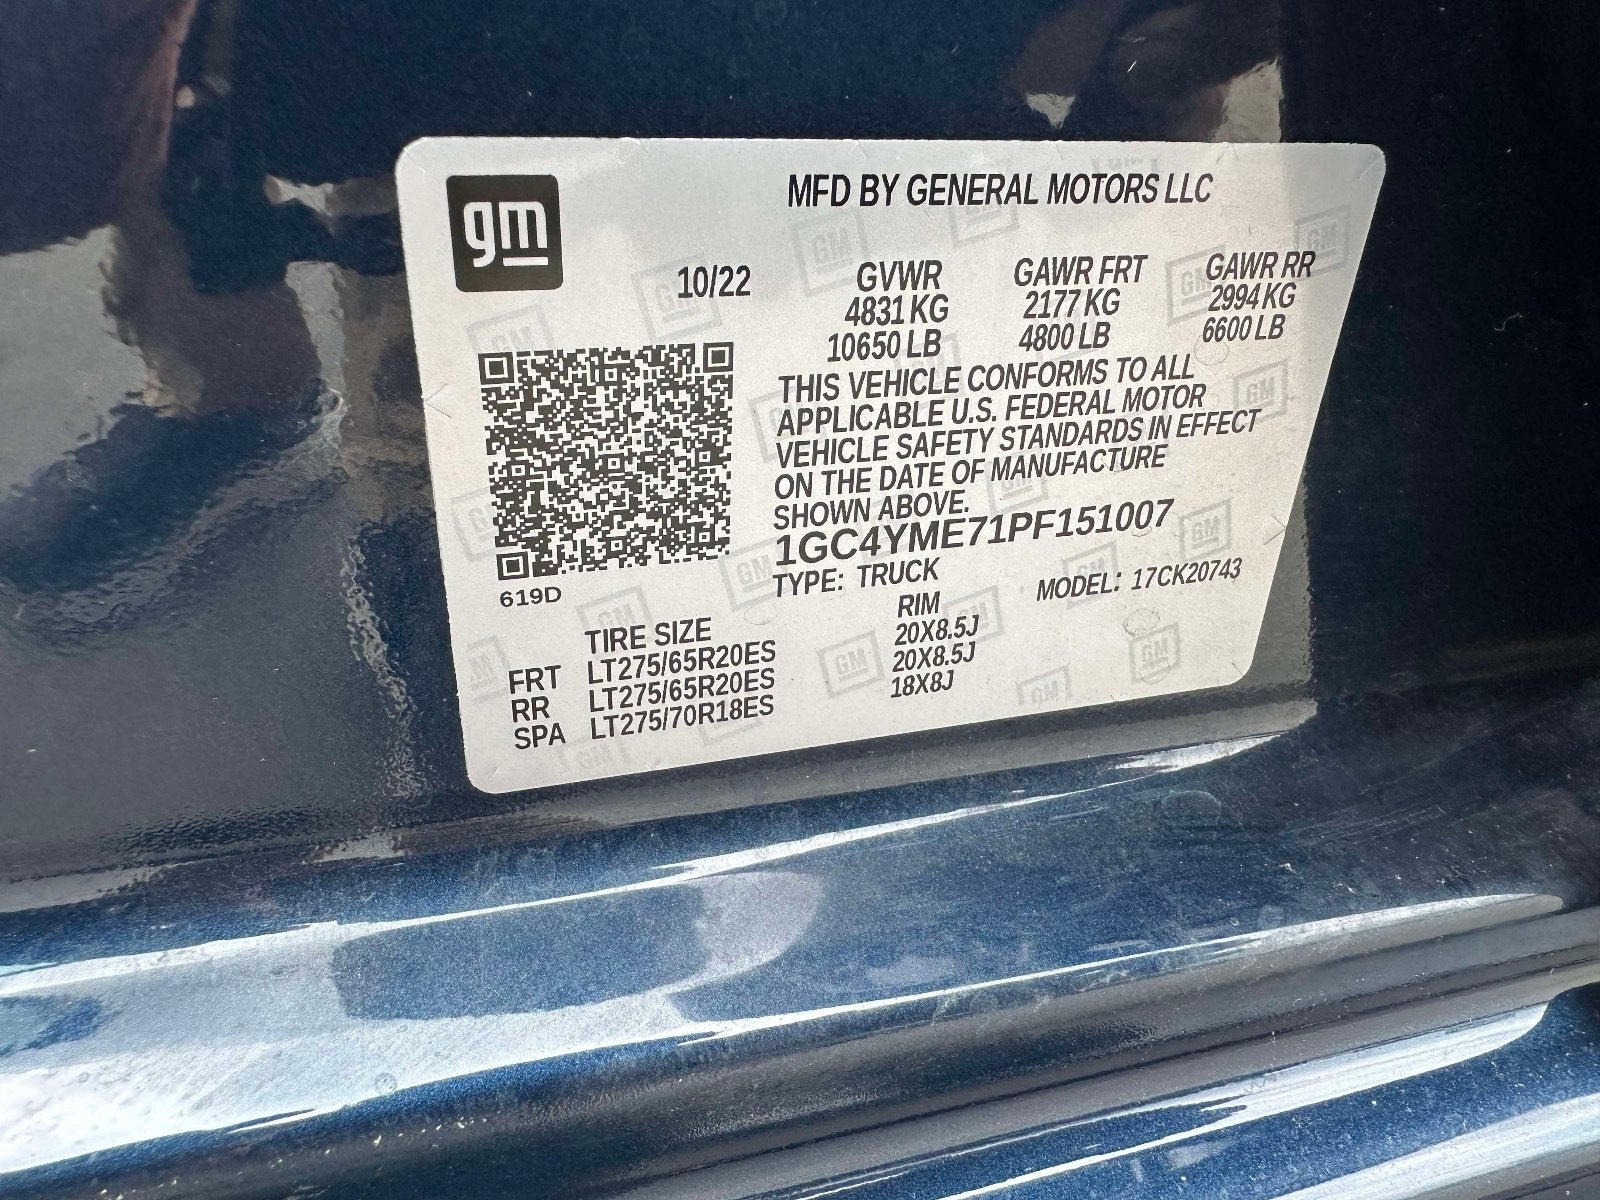 gm
MFD BY GENERAL MOTORS LLC
10/22
GVWR GAWR FRT GAWR RR
4831 KG 2177 KG 2994 KG
10650 LB 4800 LB 6600 LB
THIS VEHICLE CONFORMS TO ALL
APPLICABLE U.S. FEDERAL MOTOR
VEHICLE SAFETY STANDARDS IN EFFECT
ON THE DATE OF MANUFACTURE
SHOWN ABOVE.
1GC4YME71PF151007
TYPE: TRUCK MODEL: 17CK20743
619D
TIRE SIZE RIM
FRT LT275/65R20ES 20X8.5J
RR LT275/65R20ES 20X8.5J
SPA LT275/70R18ES 18X8J